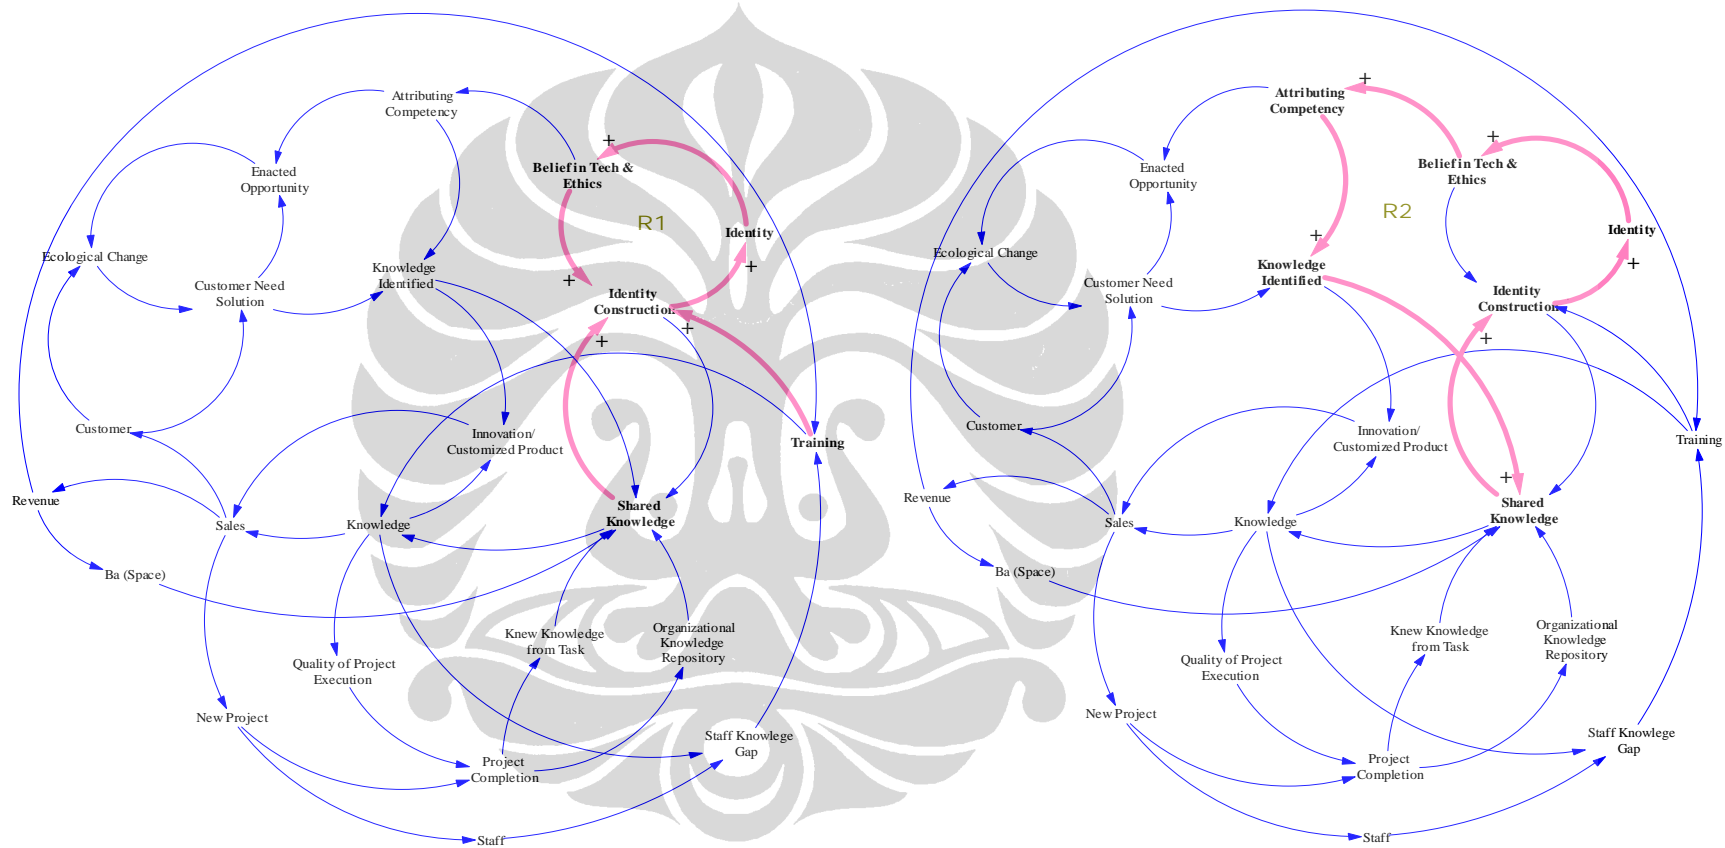 Attributing
Competency
+
Belief in Tech &
Ethics
Enacted
Opportunity
R1
Identity
Ecological Change
Knowledge
Identified
+
+
Customer Need
Solution
Identity
Construction
+
+
Customer
Innovation/
Customized Product
Training
Revenue
Sales
Knowledge
Shared
Knowledge
Ba (Space)
Knew Knowledge
from Task
Organizational
Knowledge
Repository
Quality of Project
Execution
New Project
Staff Knowlege
Gap
Project
Completion
Staff
+
Attributing
Competency
+
Belief in Tech &
Ethics
Enacted
Opportunity
R2
Identity
+
Ecological Change
Knowledge
Identified
+
Customer Need
Solution
Identity
Construction
+
Customer
Innovation/
Customized Product
Training
+
Revenue
Sales
Knowledge
Shared
Knowledge
Ba (Space)
Knew Knowledge
from Task
Organizational
Knowledge
Repository
Quality of Project
Execution
New Project
Staff Knowlege
Gap
Project
Completion
Staff